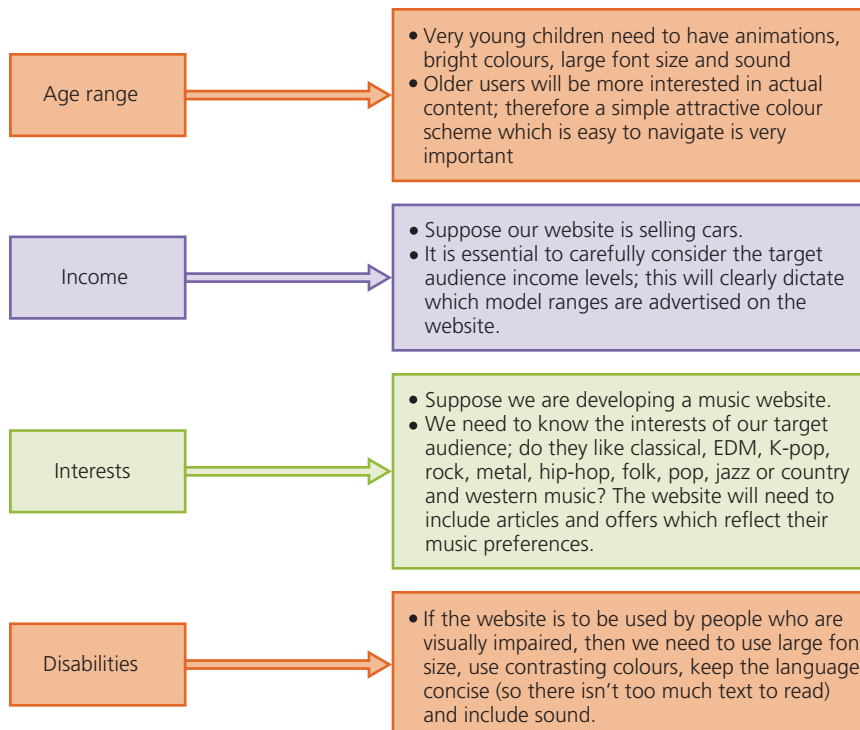 Age range
• Very young children need to have animations,
bright colours, large font size and sound
• Older users will be more interested in actual
content; therefore a simple attractive colour
scheme which is easy to navigate is very
important
Income
• Suppose our website is selling cars.
• It is essential to carefully consider the target
audience income levels; this will clearly dictate
which model ranges are advertised on the
website.
Interests
• Suppose we are developing a music website.
• We need to know the interests of our target
audience; do they like classical, EDM, K-pop,
rock, metal, hip-hop, folk, pop, jazz or country
and western music? The website will need to
include articles and offers which reflect their
music preferences.
Disabilities
• If the website is to be used by people who are
visually impaired, then we need to use large fon
size, use contrasting colours, keep the language
concise (so there isn't too much text to read)
and include sound.